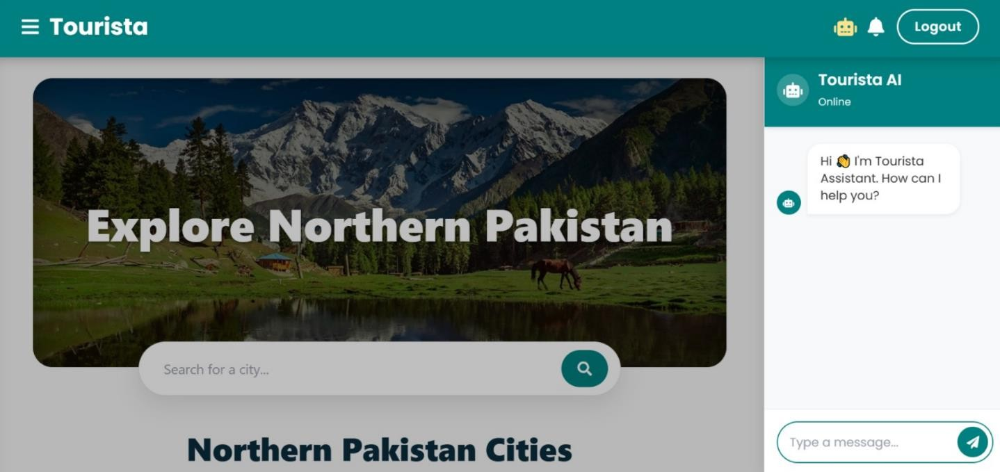 Tourista
Logout
Explore Northern Pakistan
Search for a city...
Northern Pakistan Cities
Tourista AI
Online
Hi 👋 I'm Tourista
Assistant. How can I
help you?
Type a message...